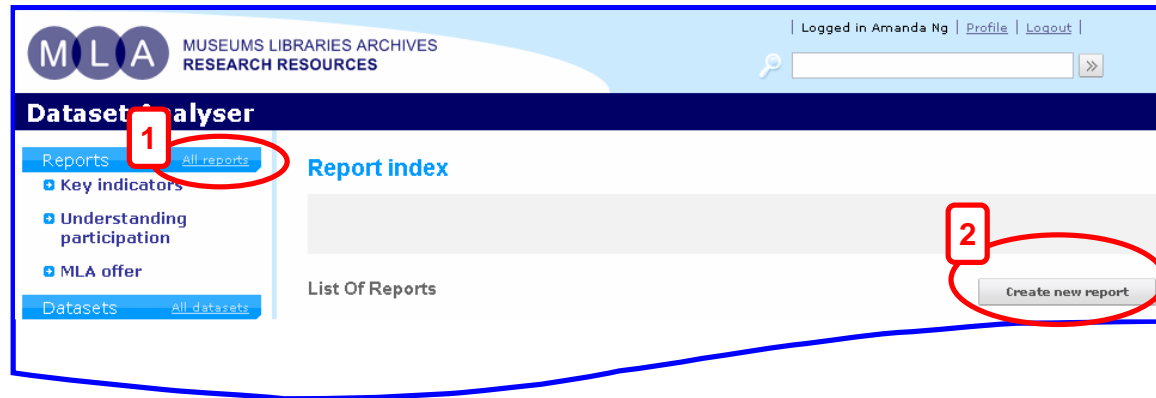 | Logged in Amanda Ng | Profile | Logout |
MLA MUSEUMS LIBRARIES ARCHIVES
RESEARCH RESOURCES
»
Dataset Analyser
1
Reports All reports
Key indicators
Understanding
participation
MLA offer
Datasets All datasets
Report index
2
List Of Reports
Create new report